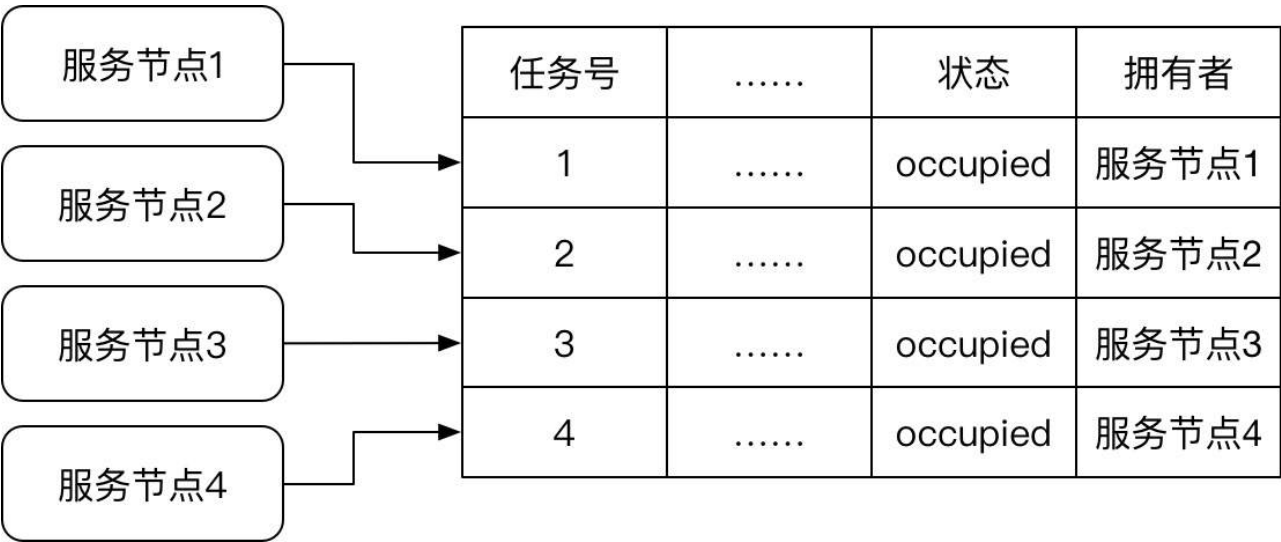 服务节点1
服务节点2
服务节点3
服务节点4
任务号 …… 状态 拥有者
1 …… occupied 服务节点1
2 …… occupied 服务节点2
3 …… occupied 服务节点3
4 …… occupied 服务节点4